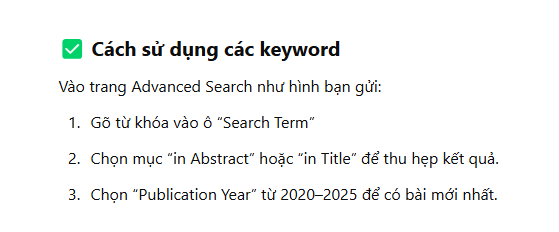 ✅ Cách sử dụng các keyword
Vào trang Advanced Search như hình bạn gửi:
1. Gõ từ khóa vào ô “Search Term”
2. Chọn mục “in Abstract” hoặc “in Title” để thu hẹp kết quả.
3. Chọn “Publication Year” từ 2020–2025 để có bài mới nhất.